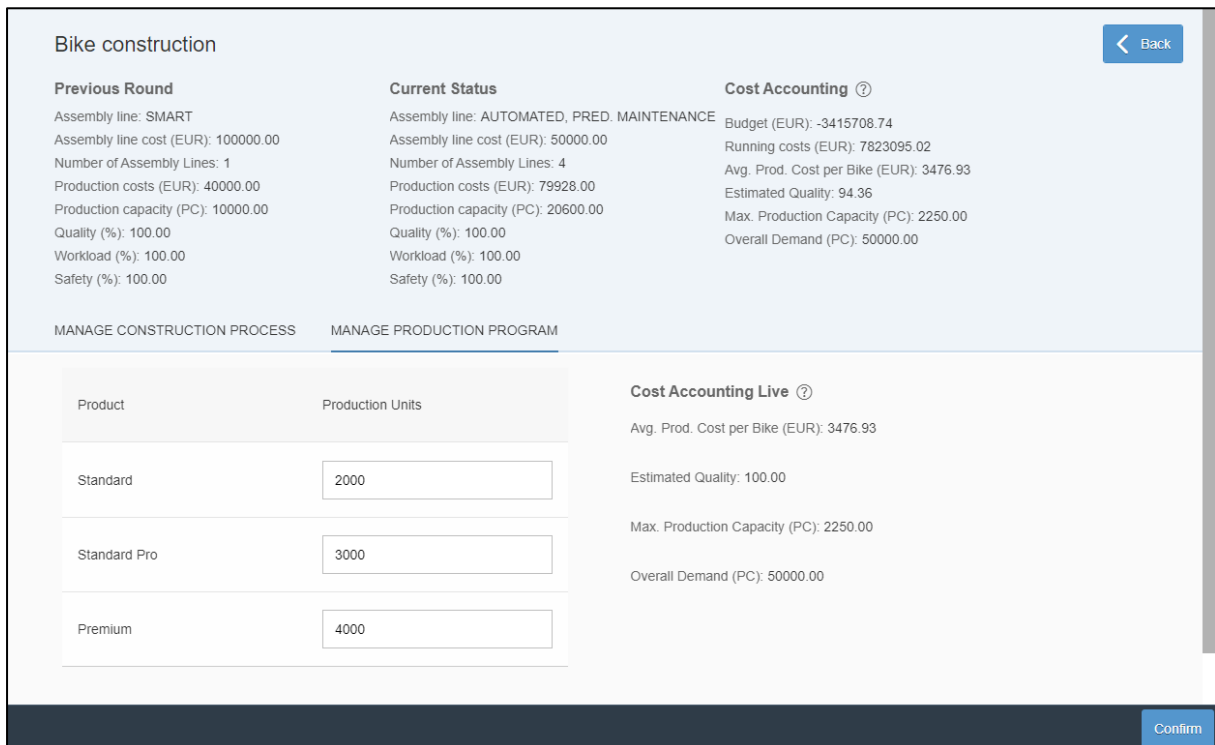 Bike construction
Back
Previous Round
Assembly line: SMART
Assembly line cost (EUR): 100000.00
Number of Assembly Lines: 1
Production costs (EUR): 40000.00
Production capacity (PC): 10000.00
Quality (%): 100.00
Workload (%): 100.00
Safety (%): 100.00
Current Status
Assembly line: AUTOMATED, PRED. MAINTENANCE
Assembly line cost (EUR): 50000.00
Number of Assembly Lines: 4
Production costs (EUR): 79928.00
Production capacity (PC): 20600.00
Quality (%): 100.00
Workload (%): 100.00
Safety (%): 100.00
Cost Accounting ?
Budget (EUR): -3415708.74
Running costs (EUR): 7823095.02
Avg. Prod. Cost per Bike (EUR): 3476.93
Estimated Quality: 94.36
Max. Production Capacity (PC): 2250.00
Overall Demand (PC): 50000.00
MANAGE CONSTRUCTION PROCESS
MANAGE PRODUCTION PROGRAM
Product Production Units
Standard 2000
Standard Pro 3000
Premium 4000
Cost Accounting Live ?
Avg. Prod. Cost per Bike (EUR): 3476.93
Estimated Quality: 100.00
Max. Production Capacity (PC): 2250.00
Overall Demand (PC): 50000.00
Confirm